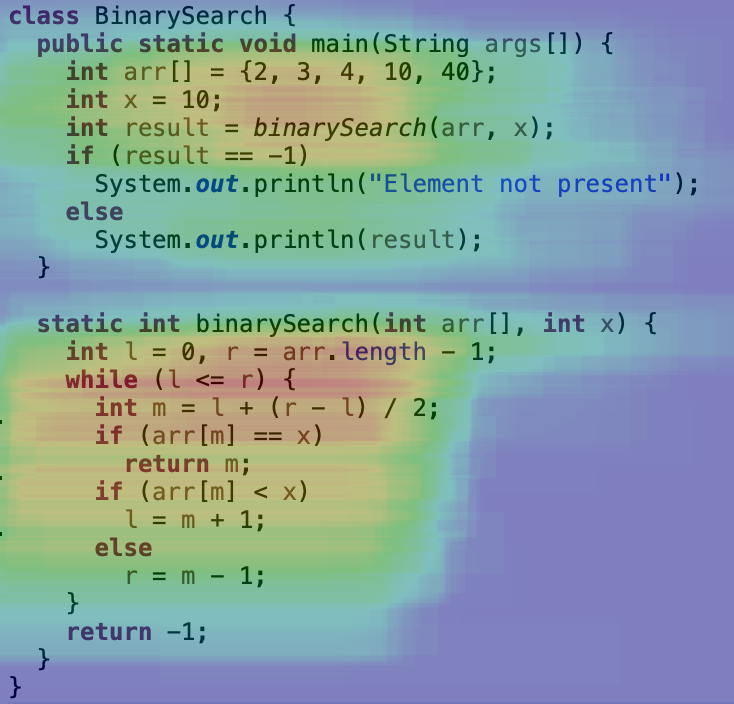 class BinarySearch {
  public static void main(String args[]) {
    int arr[] = {2, 3, 4, 10, 40};
    int x = 10;
    int result = binarySearch(arr, x);
    if (result == -1)
      System.out.println("Element not present");
    else
      System.out.println(result);
  }
  static int binarySearch(int arr[], int x) {
    int l = 0, r = arr.length - 1;
    while (l <= r) {
      int m = l + (r - l) / 2;
      if (arr[m] == x)
        return m;
      if (arr[m] < x)
        l = m + 1;
      else
        r = m - 1;
    }
    return -1;
  }
}